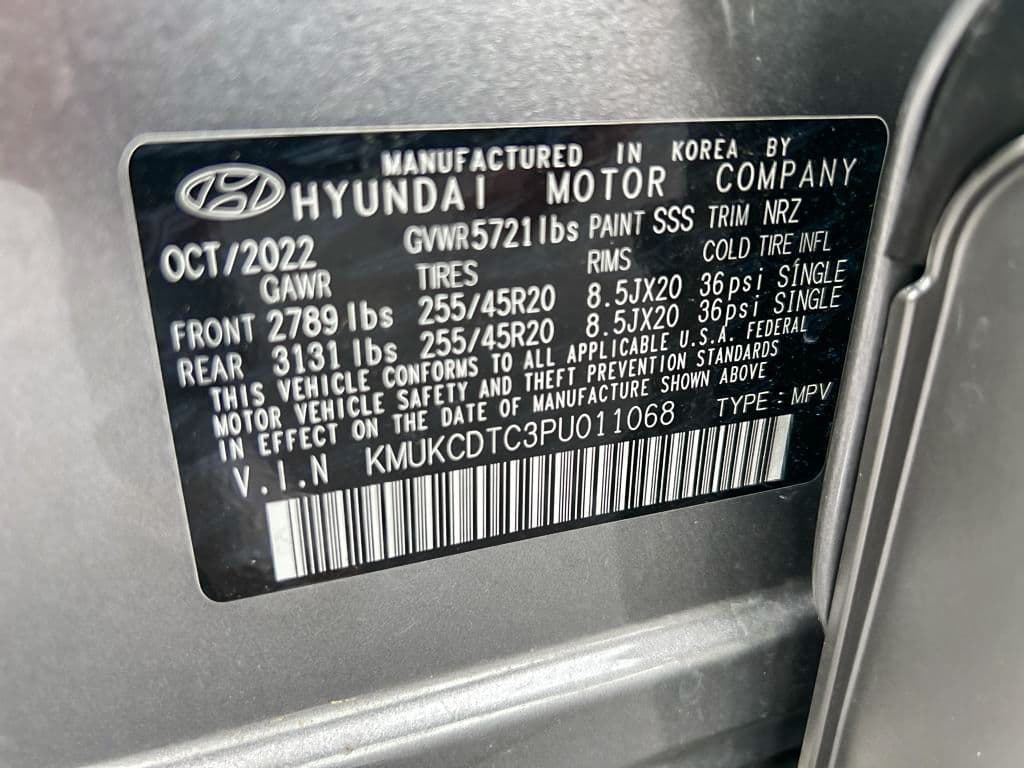 MANUFACTURED IN KOREA BY
HYUNDAI MOTOR COMPANY
OCT/2022 GVWR5721lbs PAINT SSS TRIM NRZ
GAWR TIRES RIMS COLD TIRE INFL
FRONT 2789lbs 255/45R20 8.5JX20 36psi SINGLE
REAR 3131lbs 255/45R20 8.5JX20 36psi SINGLE
THIS VEHICLE CONFORMS TO ALL APPLICABLE U.S.A. FEDERAL
MOTOR VEHICLE SAFETY AND THEFT PREVENTION STANDARDS
IN EFFECT ON THE DATE OF MANUFACTURE SHOWN ABOVE
V.I.N KMUKCDTC3PU011068 TYPE : MPV